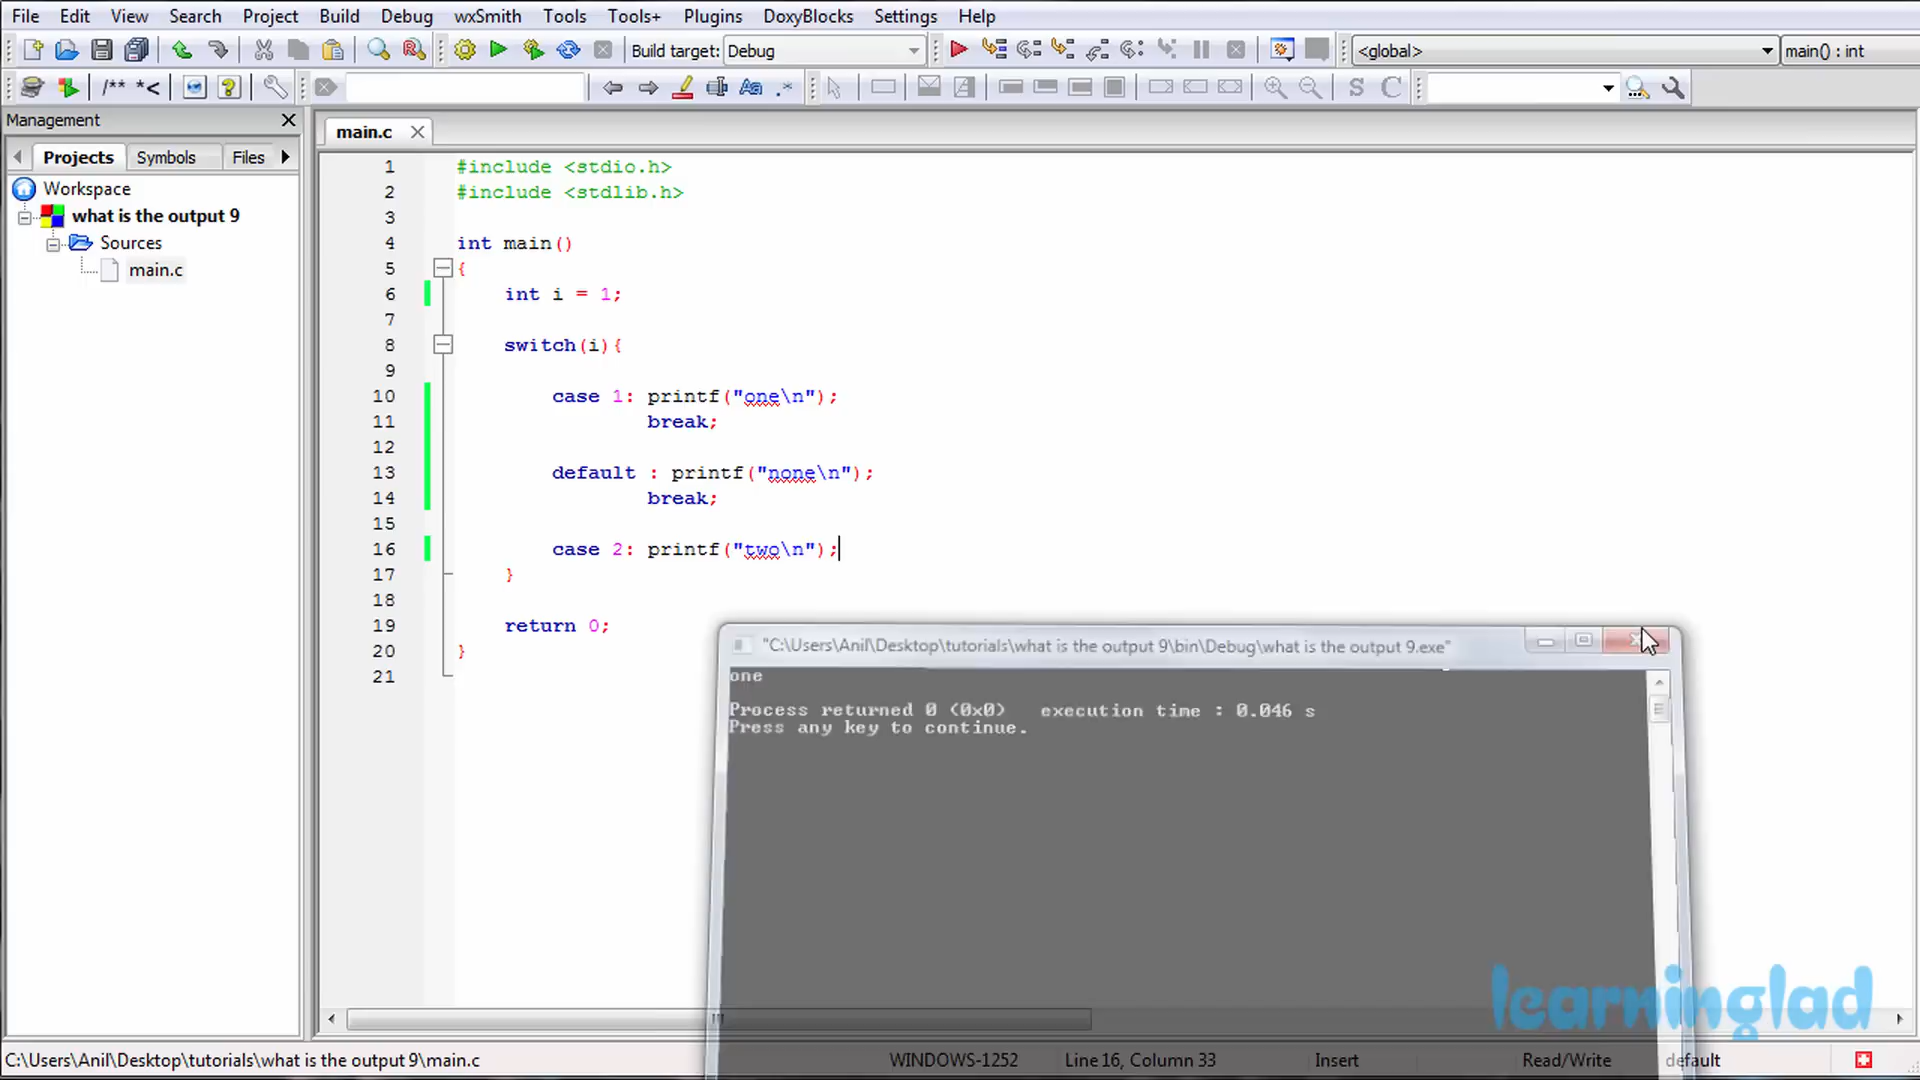 File Edit View Search Project Build Debug wxSmith Tools Tools+ Plugins DoxyBlocks Settings Help
Build target: Debug <global> main() : int
/** *< Aa .* S C
Management
main.c
Projects Symbols Files
Workspace
what is the output 9
Sources
main.c
1 #include <stdio.h>
2 #include <stdlib.h>
3
4 int main()
5 {
6 int i = 1;
7
8 switch(i){
9
10 case 1: printf("one\n");
11 break;
12
13 default : printf("none\n");
14 break;
15
16 case 2: printf("two\n");
17 }
18
19 return 0;
20 }
21
"C:\Users\Anil\Desktop\tutorials\what is the output 9\bin\Debug\what is the output 9.exe"
one
Process returned 0 (0x0) execution time : 0.046 s
Press any key to continue.
learninglad
C:\Users\Anil\Desktop\tutorials\what is the output 9\main.c WINDOWS-1252 Line 16, Column 33 Insert Read/Write default